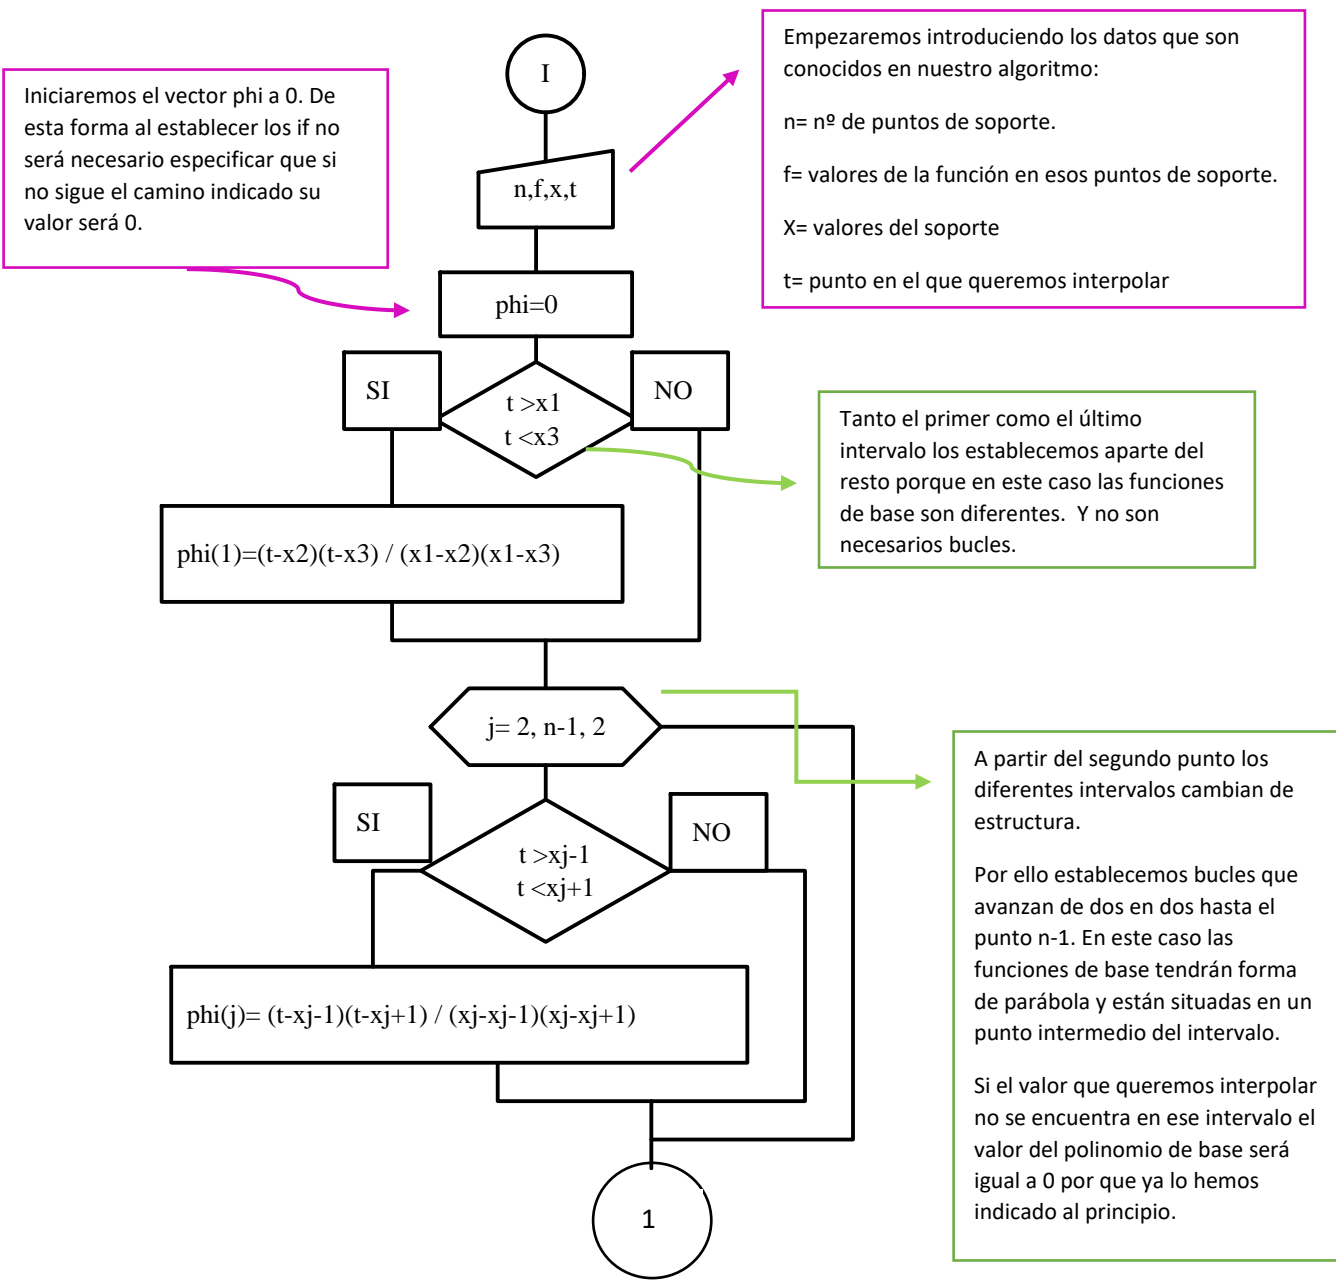 I
Empezaremos introduciendo los datos que son
conocidos en nuestro algoritmo:
n= nº de puntos de soporte.
f= valores de la función en esos puntos de soporte.
X= valores del soporte
t= punto en el que queremos interpolar
Iniciaremos el vector phi a 0. De
esta forma al establecer los if no
será necesario especificar que si
no sigue el camino indicado su
valor será 0.
n,f,x,t
phi=0
SI
t >x1
t <x3
NO
Tanto el primer como el último
intervalo los establecemos aparte del
resto porque en este caso las funciones
de base son diferentes.  Y no son
necesarios bucles.
phi(1)=(t-x2)(t-x3) / (x1-x2)(x1-x3)
j= 2, n-1, 2
A partir del segundo punto los
diferentes intervalos cambian de
estructura.
Por ello establecemos bucles que
avanzan de dos en dos hasta el
punto n-1. En este caso las
funciones de base tendrán forma
de parábola y están situadas en un
punto intermedio del intervalo.
Si el valor que queremos interpolar
no se encuentra en ese intervalo el
valor del polinomio de base será
igual a 0 por que ya lo hemos
indicado al principio.
SI
t >xj-1
t <xj+1
NO
phi(j)= (t-xj-1)(t-xj+1) / (xj-xj-1)(xj-xj+1)
1